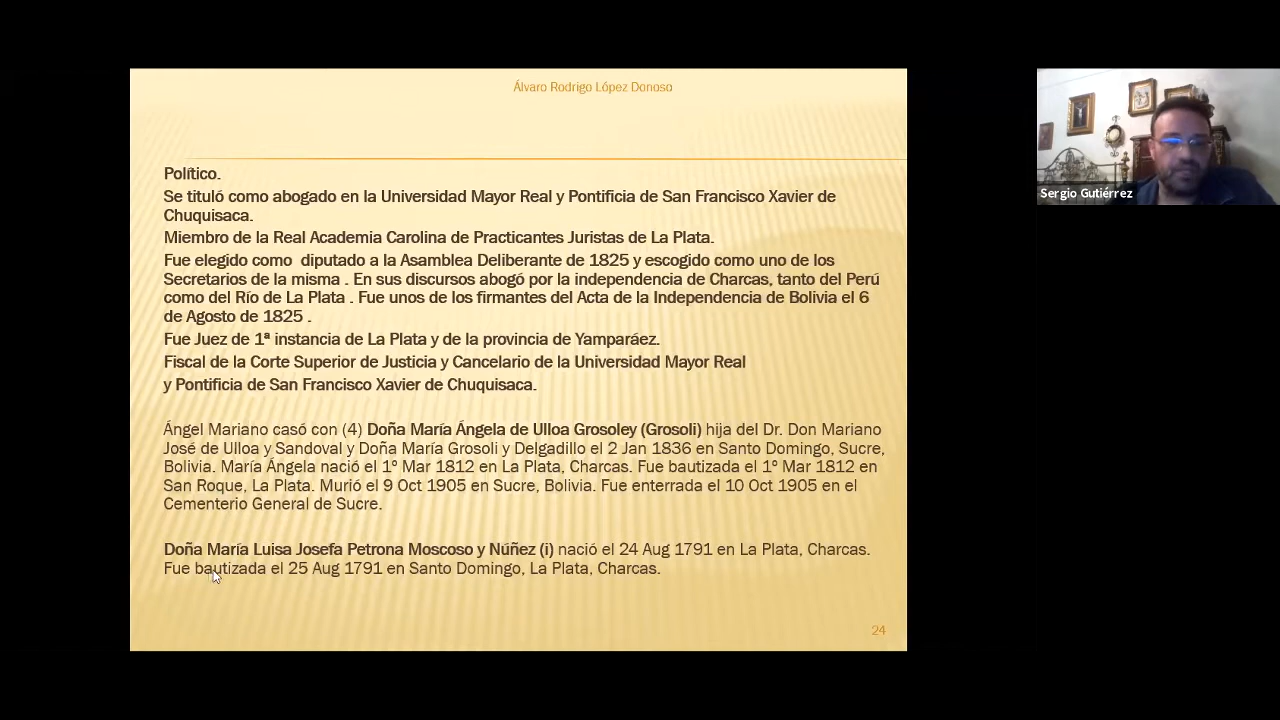 Álvaro Rodrigo López Donoso
Político.
Se tituló como abogado en la Universidad Mayor Real y Pontificia de San Francisco Xavier de
Chuquisaca.
Miembro de la Real Academia Carolina de Practicantes Juristas de La Plata.
Fue elegido como  diputado a la Asamblea Deliberante de 1825 y escogido como uno de los
Secretarios de la misma . En sus discursos abogó por la independencia de Charcas, tanto del Perú
como del Río de La Plata . Fue unos de los firmantes del Acta de la Independencia de Bolivia el 6
de Agosto de 1825 .
Fue Juez de 1ª instancia de La Plata y de la provincia de Yamparáez.
Fiscal de la Corte Superior de Justicia y Cancelario de la Universidad Mayor Real
y Pontificia de San Francisco Xavier de Chuquisaca.
Ángel Mariano casó con (4) Doña María Ángela de Ulloa Grosoley (Grosoli) hija del Dr. Don Mariano
José de Ulloa y Sandoval y Doña María Grosoli y Delgadillo el 2 Jan 1836 en Santo Domingo, Sucre,
Bolivia. María Ángela nació el 1º Mar 1812 en La Plata, Charcas. Fue bautizada el 1º Mar 1812 en
San Roque, La Plata. Murió el 9 Oct 1905 en Sucre, Bolivia. Fue enterrada el 10 Oct 1905 en el
Cementerio General de Sucre.
Doña María Luisa Josefa Petrona Moscoso y Núñez (i) nació el 24 Aug 1791 en La Plata, Charcas.
Fue bautizada el 25 Aug 1791 en Santo Domingo, La Plata, Charcas.
24
Sergio Gutiérrez